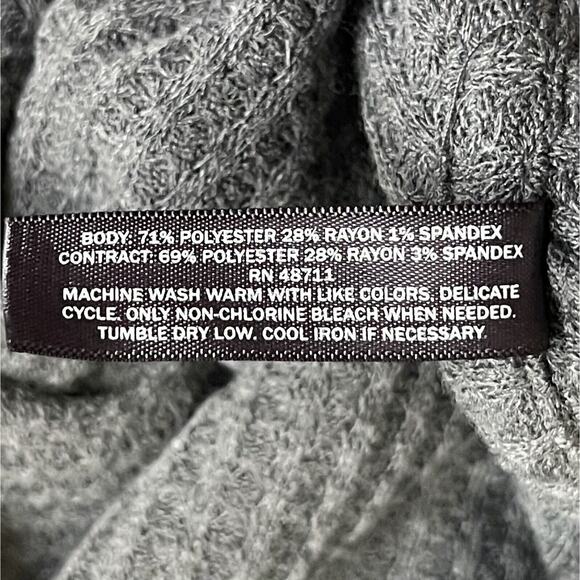 BODY: 71% POLYESTER 28% RAYON 1% SPANDEX
CONTRACT: 69% POLYESTER 28% RAYON 3% SPANDEX
RN 48711
MACHINE WASH WARM WITH LIKE COLORS, DELICATE
CYCLE. ONLY NON-CHLORINE BLEACH WHEN NEEDED.
TUMBLE DRY LOW. COOL IRON IF NECESSARY.